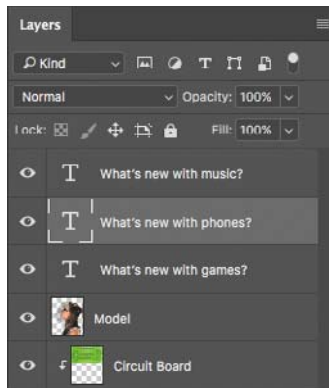 Layers
Kind
Normal Opacity: 100%
Lock: Fill: 100%
What's new with music?
What's new with phones?
What's new with games?
Model
Circuit Board